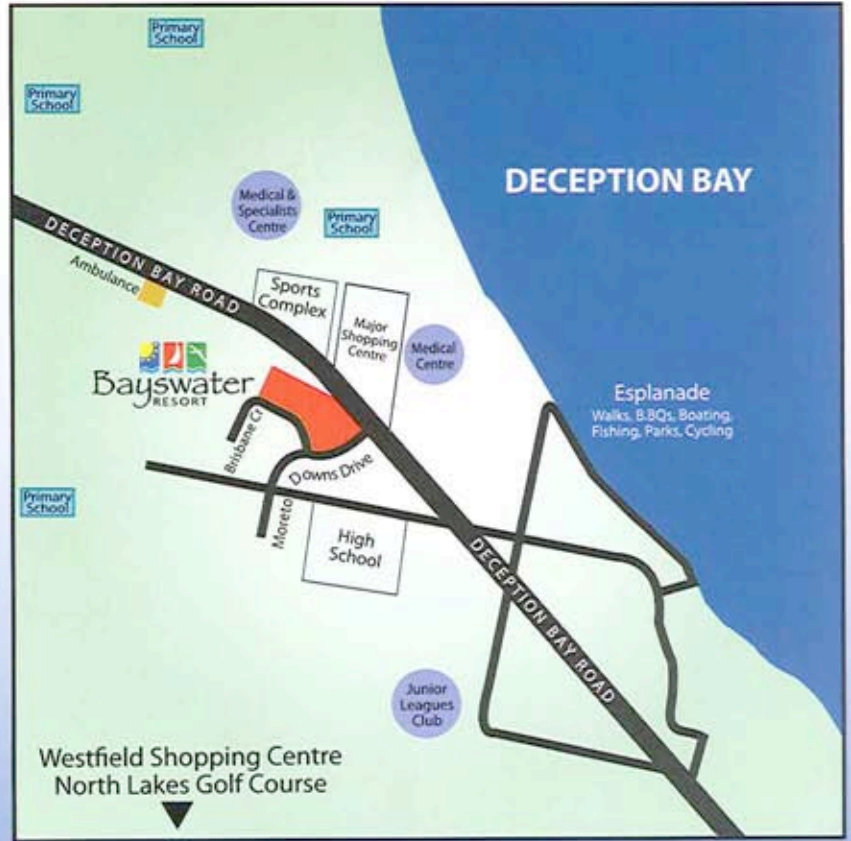 Primary
School
Primary
School
DECEPTION BAY
Medical &
Specialists
Centre
Primary
School
DECEPTION BAY ROAD
Ambulance
Sports
Complex
Major
Shopping
Centre
Medical
Centre
Bayswater
RESORT
Esplanade
Walks, B.BQs, Boating,
Fishing, Parks, Cycling
Brisbane Cr
Downs Drive
Moreto
Primary
School
High
School
DECEPTION BAY ROAD
Junior
Leagues
Club
Westfield Shopping Centre
North Lakes Golf Course